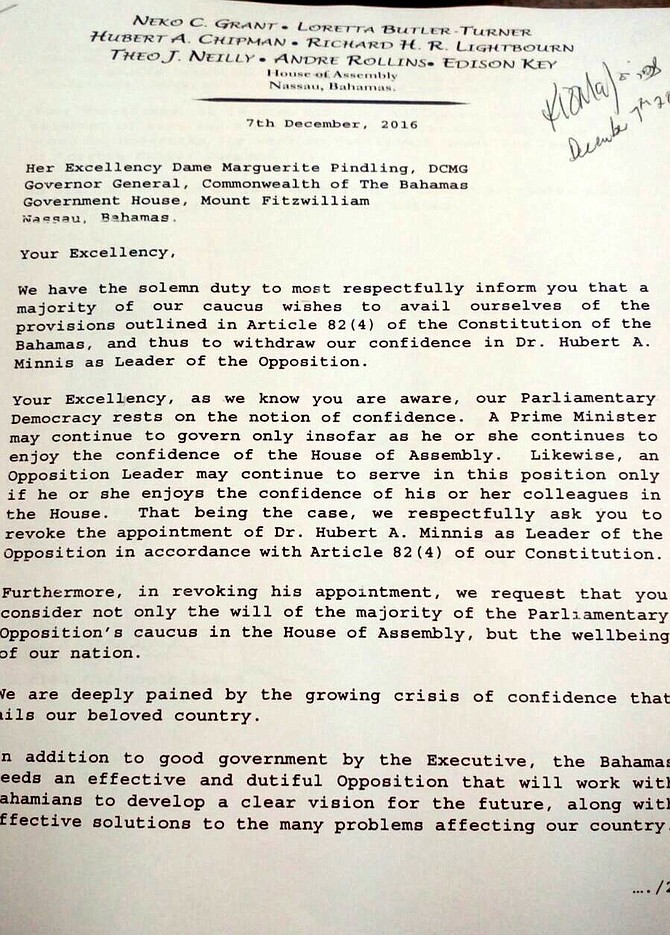 NEKO C. GRANT • LORETTA BUTLER-TURNER
HUBERT A. CHIPMAN • RICHARD H. R. LIGHTBOURN
THEO J. NEILLY • ANDRE ROLLINS• EDISON KEY
House of Assembly
Nassau, Bahamas.
December 7th
7th December, 2016
Her Excellency Dame Marguerite Pindling, DCMG
Governor General, Commonwealth of The Bahamas
Government House, Mount Fitzwilliam
Nassau, Bahamas.
Your Excellency,
We have the solemn duty to most respectfully inform you that a
majority of our caucus wishes to avail ourselves of the
provisions outlined in Article 82(4) of the Constitution of the
Bahamas, and thus to withdraw our confidence in Dr. Hubert A.
Minnis as Leader of the Opposition.
Your Excellency, as we know you are aware, our Parliamentary
Democracy rests on the notion of confidence. A Prime Minister
may continue to govern only insofar as he or she continues to
enjoy the confidence of the House of Assembly. Likewise, an
Opposition Leader may continue to serve in this position only
if he or she enjoys the confidence of his or her colleagues in
the House. That being the case, we respectfully ask you to
revoke the appointment of Dr. Hubert A. Minnis as Leader of the
Opposition in accordance with Article 82(4) of our Constitution.
Furthermore, in revoking his appointment, we request that you
consider not only the will of the majority of the Parliamentary
Opposition's caucus in the House of Assembly, but the wellbeing
of our nation.
We are deeply pained by the growing crisis of confidence that
ails our beloved country.
n addition to good government by the Executive, the Bahamas
eeds an effective and dutiful Opposition that will work with
ahamians to develop a clear vision for the future, along with
ffective solutions to the many problems affecting our country.
…./2